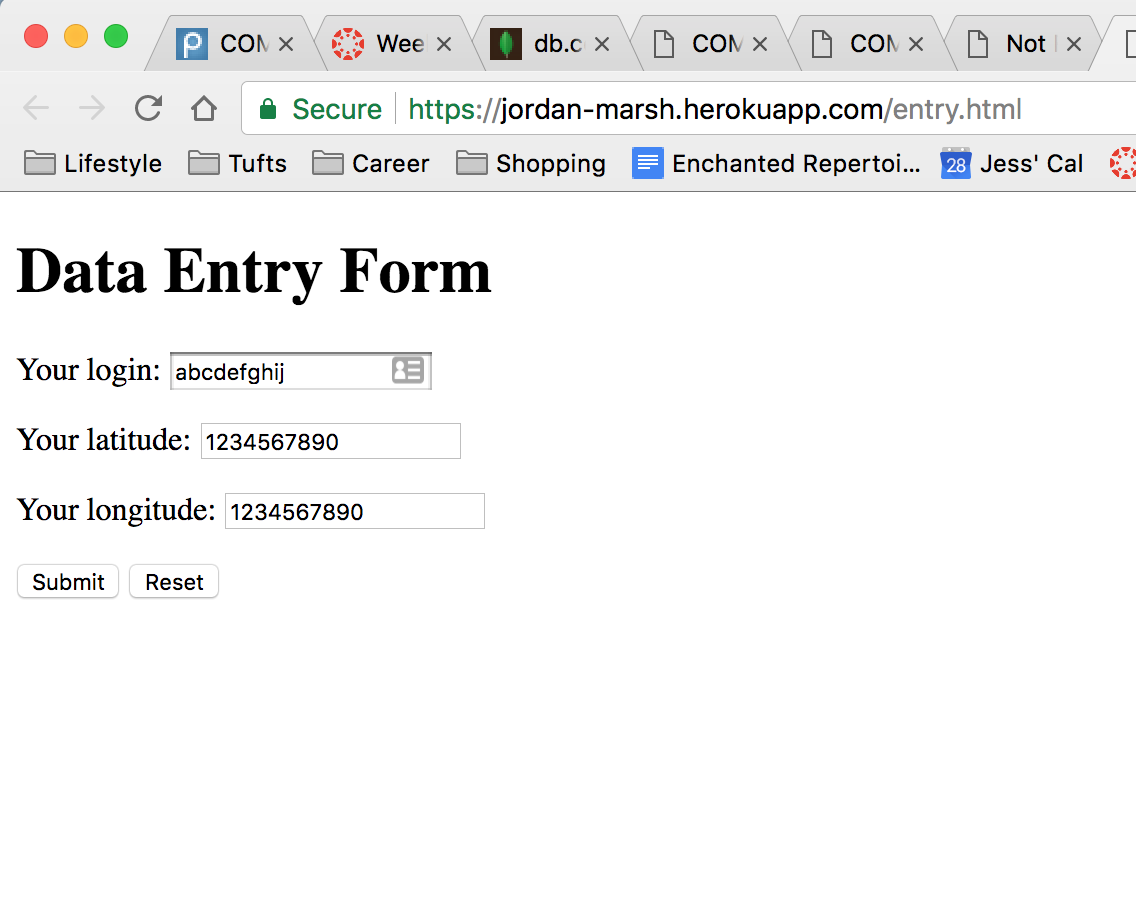 COM Wee db.c COM COM Not
Secure https://jordan-marsh.herokuapp.com/entry.html
Lifestyle Tufts Career Shopping Enchanted Repertoi... 28 Jess' Cal
Data Entry Form
Your login: abcdefghij
Your latitude: 1234567890
Your longitude: 1234567890
Submit Reset